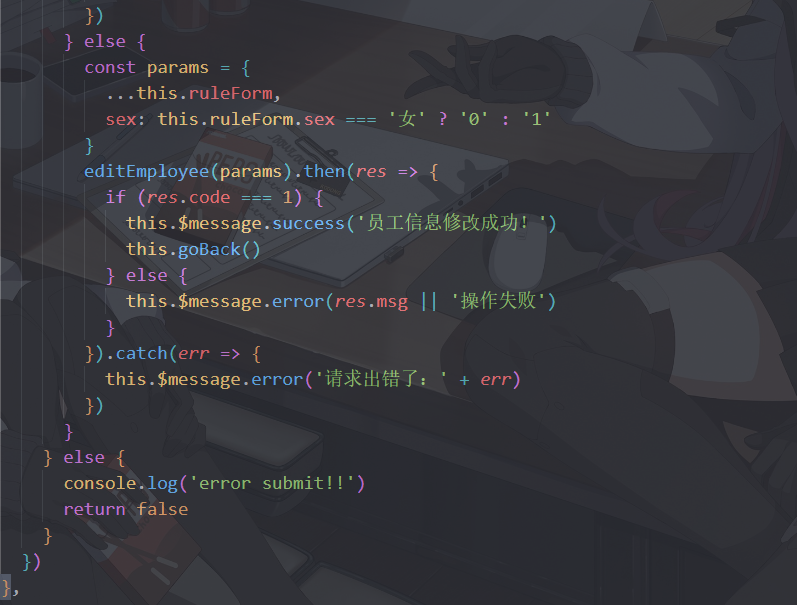 })
} else {
const params = {
...this.ruleForm,
sex: this.ruleForm.sex === '女' ? '0' : '1'
}
editEmployee(params).then(res => {
if (res.code === 1) {
this.$message.success('员工信息修改成功！')
this.goBack()
} else {
this.$message.error(res.msg || '操作失败')
}
}).catch(err => {
this.$message.error('请求出错了：' + err)
})
}
} else {
console.log('error submit!!')
return false
}
})
},